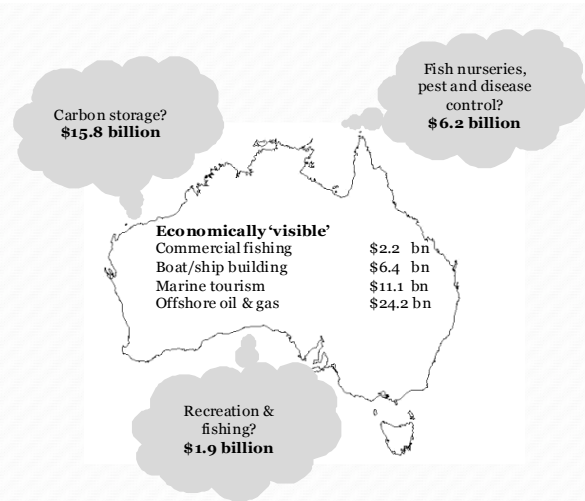 Fish nurseries,
pest and disease
control?
$6.2 billion
Carbon storage?
$15.8 billion
Economically ‘visible’
Commercial fishing $2.2 bn
Boat/ship building $6.4 bn
Marine tourism $11.1 bn
Offshore oil & gas $24.2 bn
Recreation &
fishing?
$1.9 billion